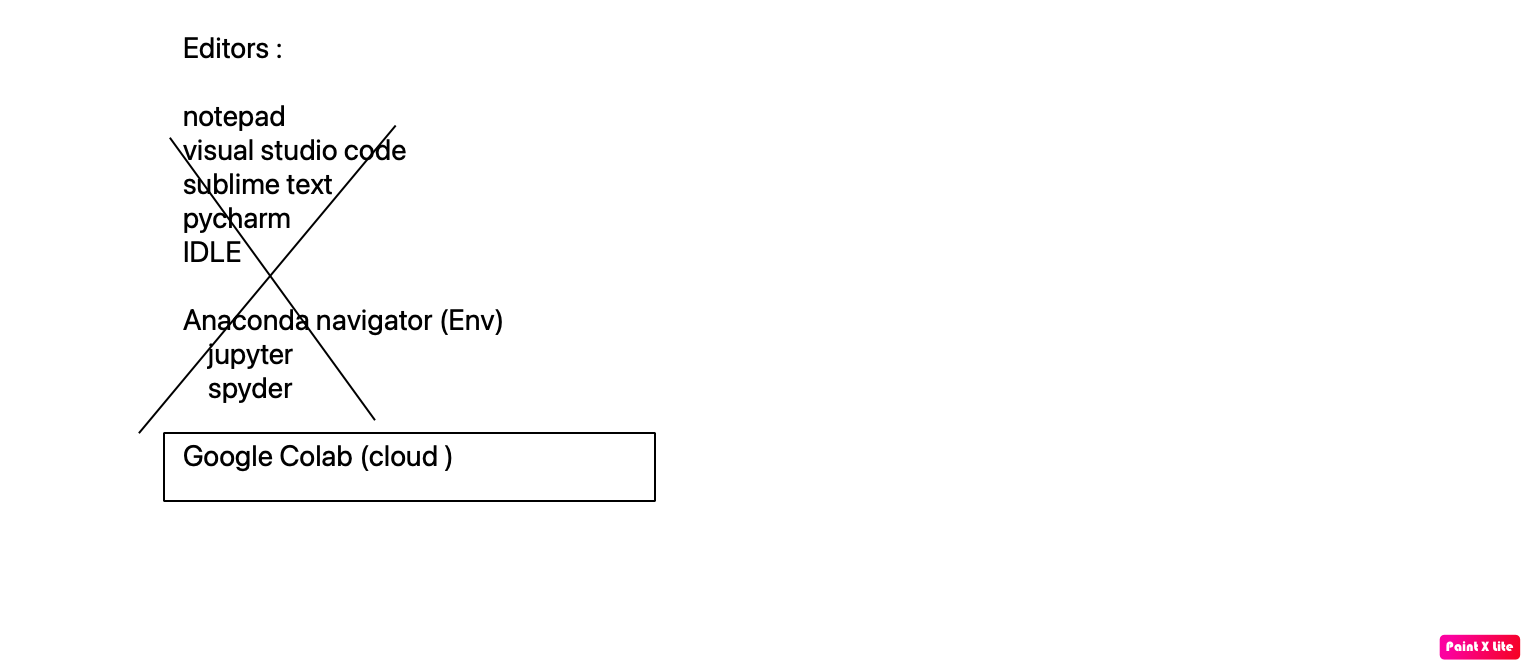 Editors :
notepad
visual studio code
sublime text
pycharm
IDLE
Anaconda navigator (Env)
jupyter
spyder
Google Colab (cloud )
Paint X Lite